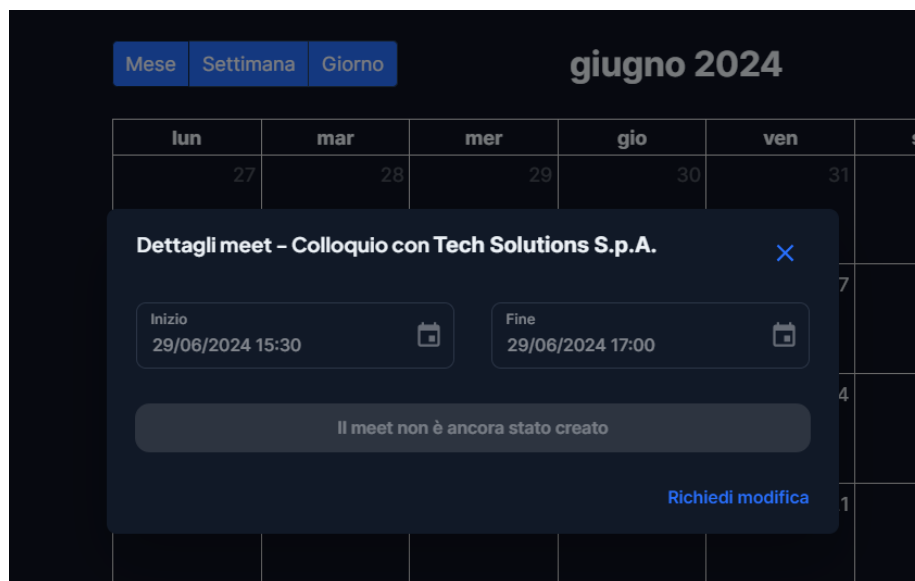 Mese Settimana Giorno
giugno 2024
lun mar mer gio ven
27 28 29 30 31
Dettagli meet – Colloquio con Tech Solutions S.p.A.
7
Inizio
29/06/2024 15:30
Fine
29/06/2024 17:00
4
Il meet non è ancora stato creato
Richiedi modifica
1